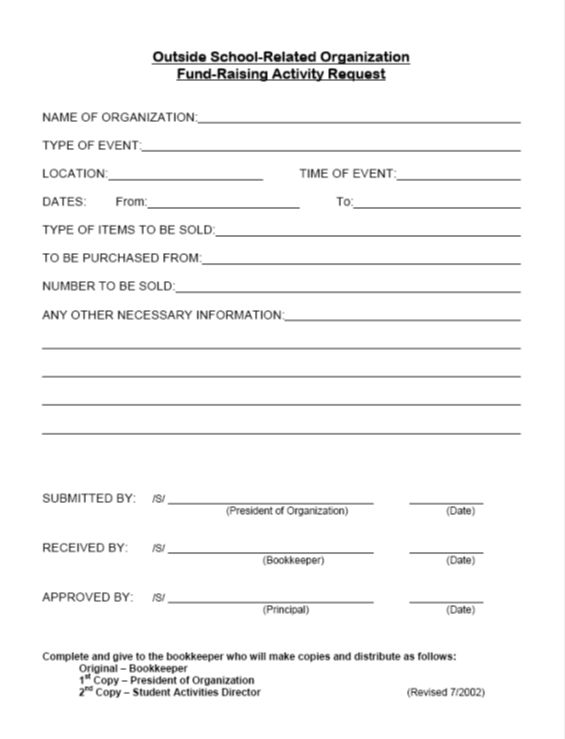 Outside School-Related Organization
Fund-Raising Activity Request
NAME OF ORGANIZATION:
TYPE OF EVENT:
LOCATION: TIME OF EVENT:
DATES: From: To:
TYPE OF ITEMS TO BE SOLD:
TO BE PURCHASED FROM:
NUMBER TO BE SOLD:
ANY OTHER NECESSARY INFORMATION:
SUBMITTED BY: /S/
(President of Organization) (Date)
RECEIVED BY: /S/
(Bookkeeper) (Date)
APPROVED BY: /S/
(Principal) (Date)
Complete and give to the bookkeeper who will make copies and distribute as follows:
Original – Bookkeeper
1st Copy – President of Organization
2nd Copy – Student Activities Director (Revised 7/2002)